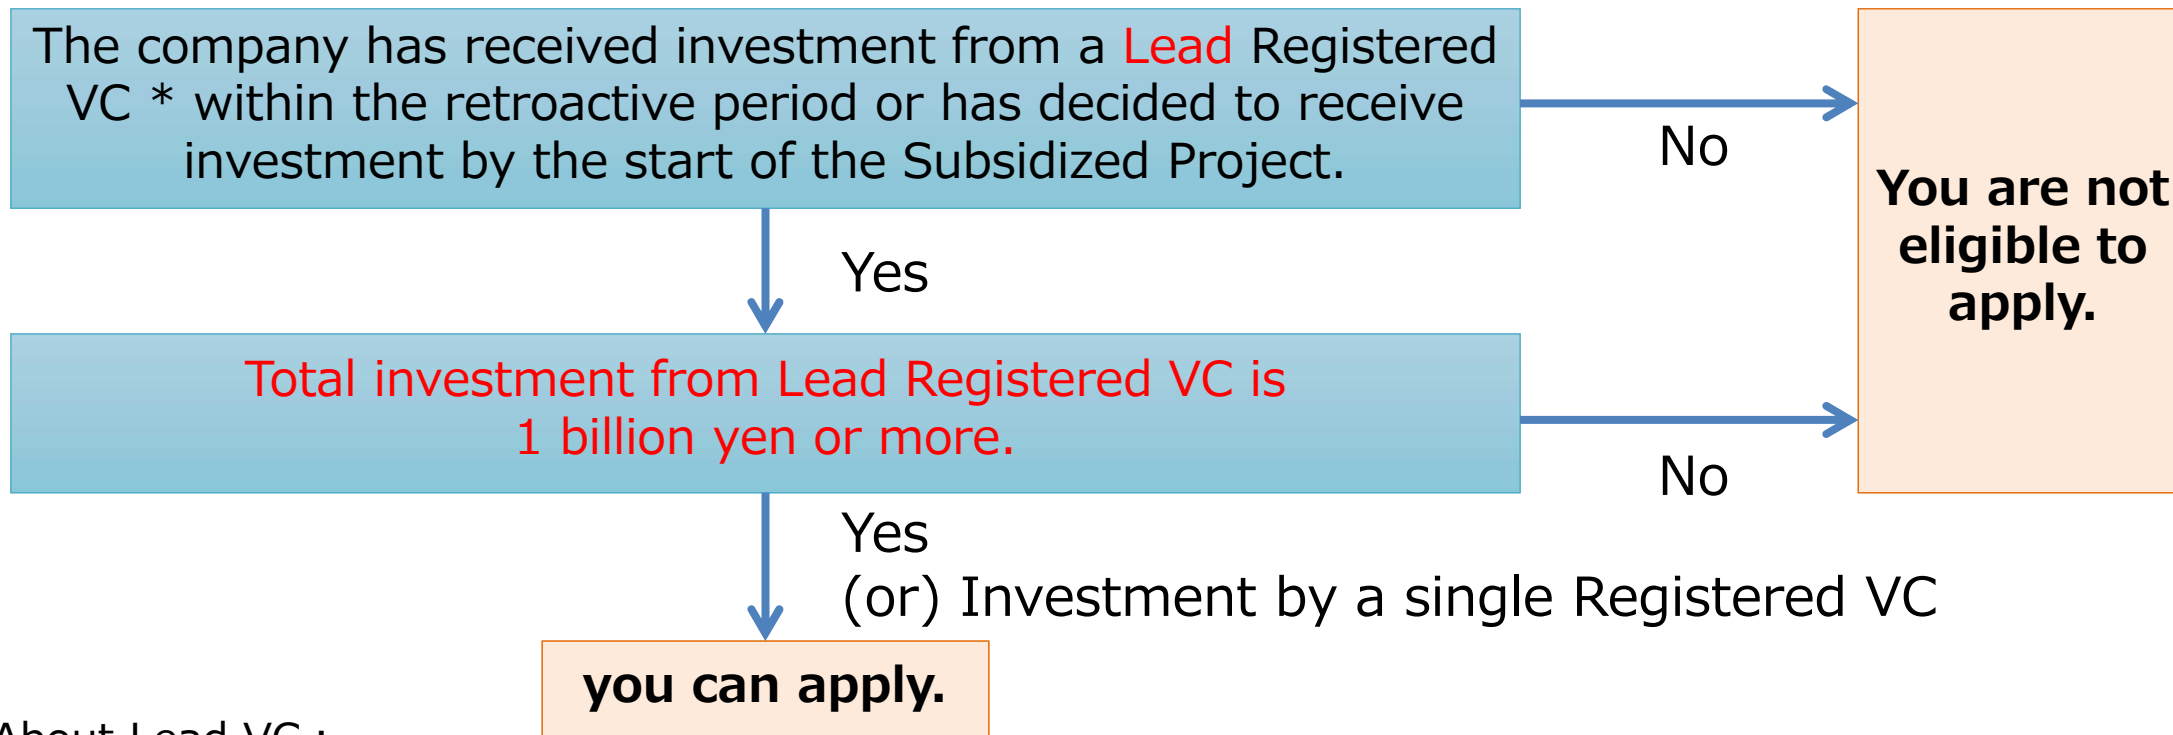 The company has received investment from a Lead Registered
VC * within the retroactive period or has decided to receive
investment by the start of the Subsidized Project.
No
You are not
eligible to
apply.
Yes
Total investment from Lead Registered VC is
1 billion yen or more.
No
Yes
(or) Investment by a single Registered VC
you can apply.
About Lead VC :